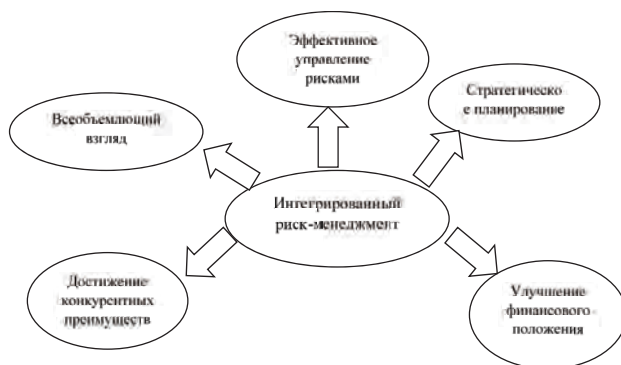 Эффективное
управление
рисками
Стратегическо
е планирование
Всеобъемлющий
взгляд
Интегрированный
риск-менеджмент
Достижение
конкурентных
преимуществ
Улучшение
финансового
положения